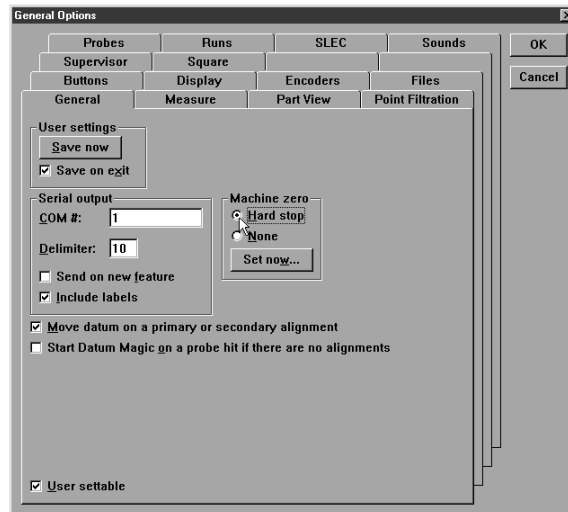 General Options
Probes Runs SLEC Sounds
Supervisor Square
Buttons Display Encoders Files
General Measure Part View Point Filtration
OK
Cancel
User settings
Save now
Save on exit
Serial output
COM #: 1
Delimiter: 10
Send on new feature
Include labels
Machine zero
Hard stop
None
Set now...
Move datum on a primary or secondary alignment
Start Datum Magic on a probe hit if there are no alignments
User settable